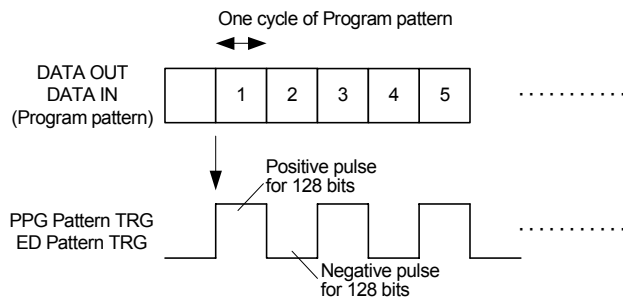 One cycle of Program pattern
DATA OUT
DATA IN
(Program pattern)
1 2 3 4 5
Positive pulse
for 128 bits
PPG Pattern TRG
ED Pattern TRG
Negative pulse
for 128 bits